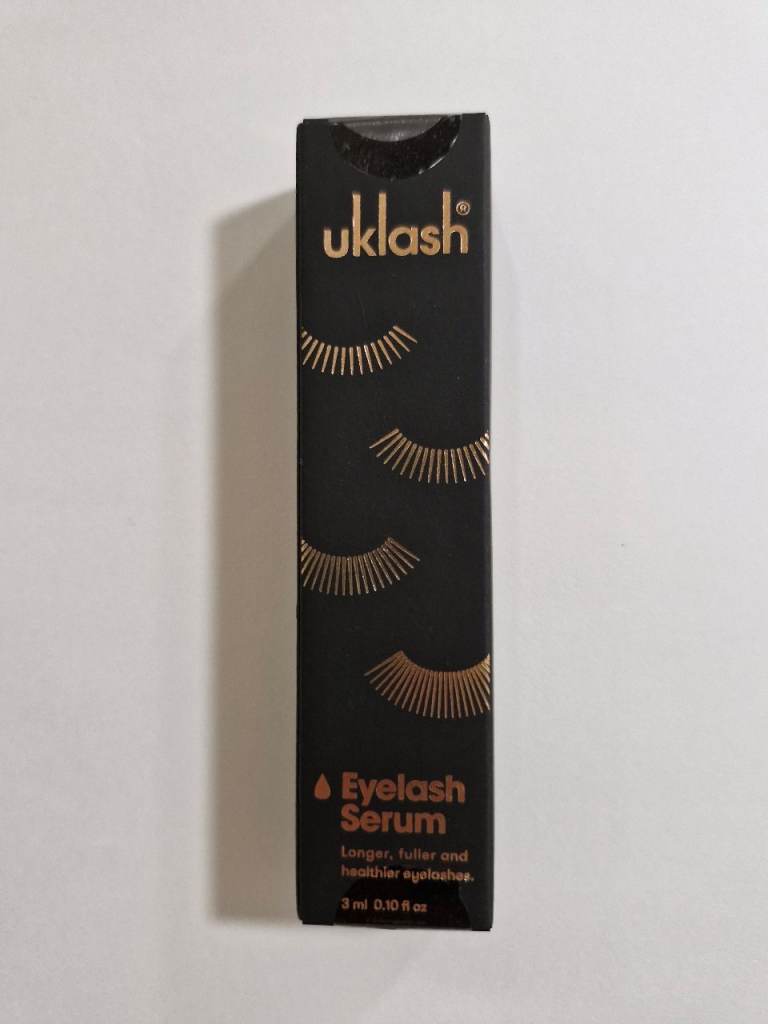 uklash®
Eyelash
Serum
Longer, fuller and
healthier eyelashes.
3 ml 0.10 fl oz